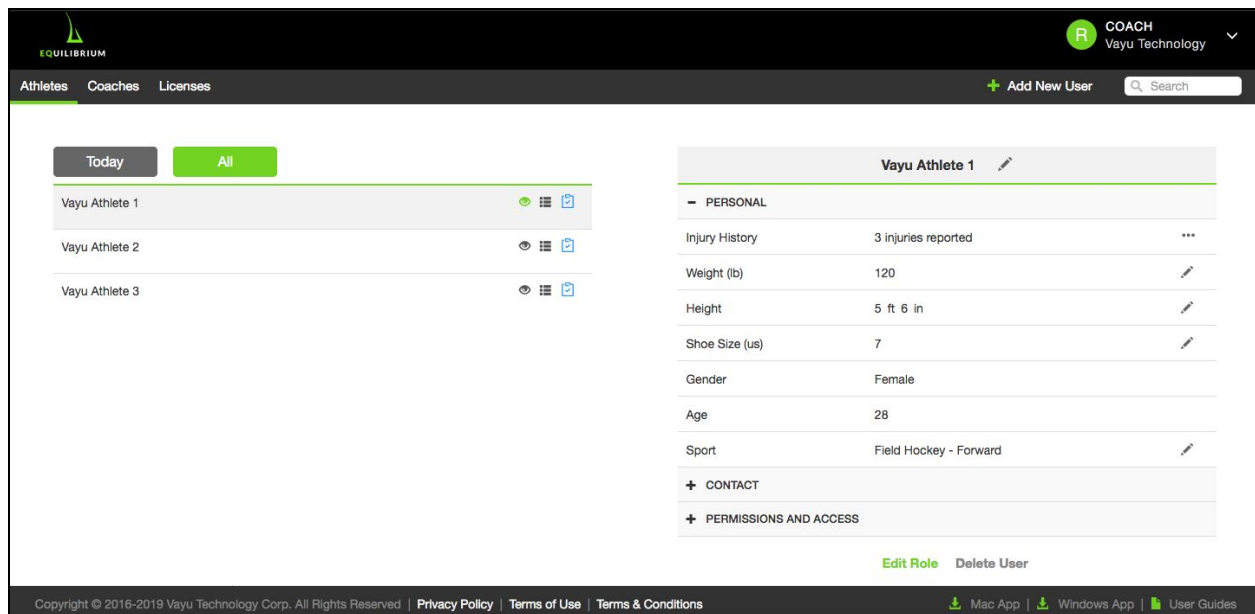 EQUILIBRIUM
R
COACH
Vayu Technology
Athletes Coaches Licenses
Add New User
Search
Today All
Vayu Athlete 1
Vayu Athlete 2
Vayu Athlete 3
Vayu Athlete 1
− PERSONAL
Injury History 3 injuries reported •••
Weight (lb) 120
Height 5 ft 6 in
Shoe Size (us) 7
Gender Female
Age 28
Sport Field Hockey - Forward
+ CONTACT
+ PERMISSIONS AND ACCESS
Edit Role Delete User
Copyright © 2016-2019 Vayu Technology Corp. All Rights Reserved | Privacy Policy | Terms of Use | Terms & Conditions
Mac App | Windows App | User Guides